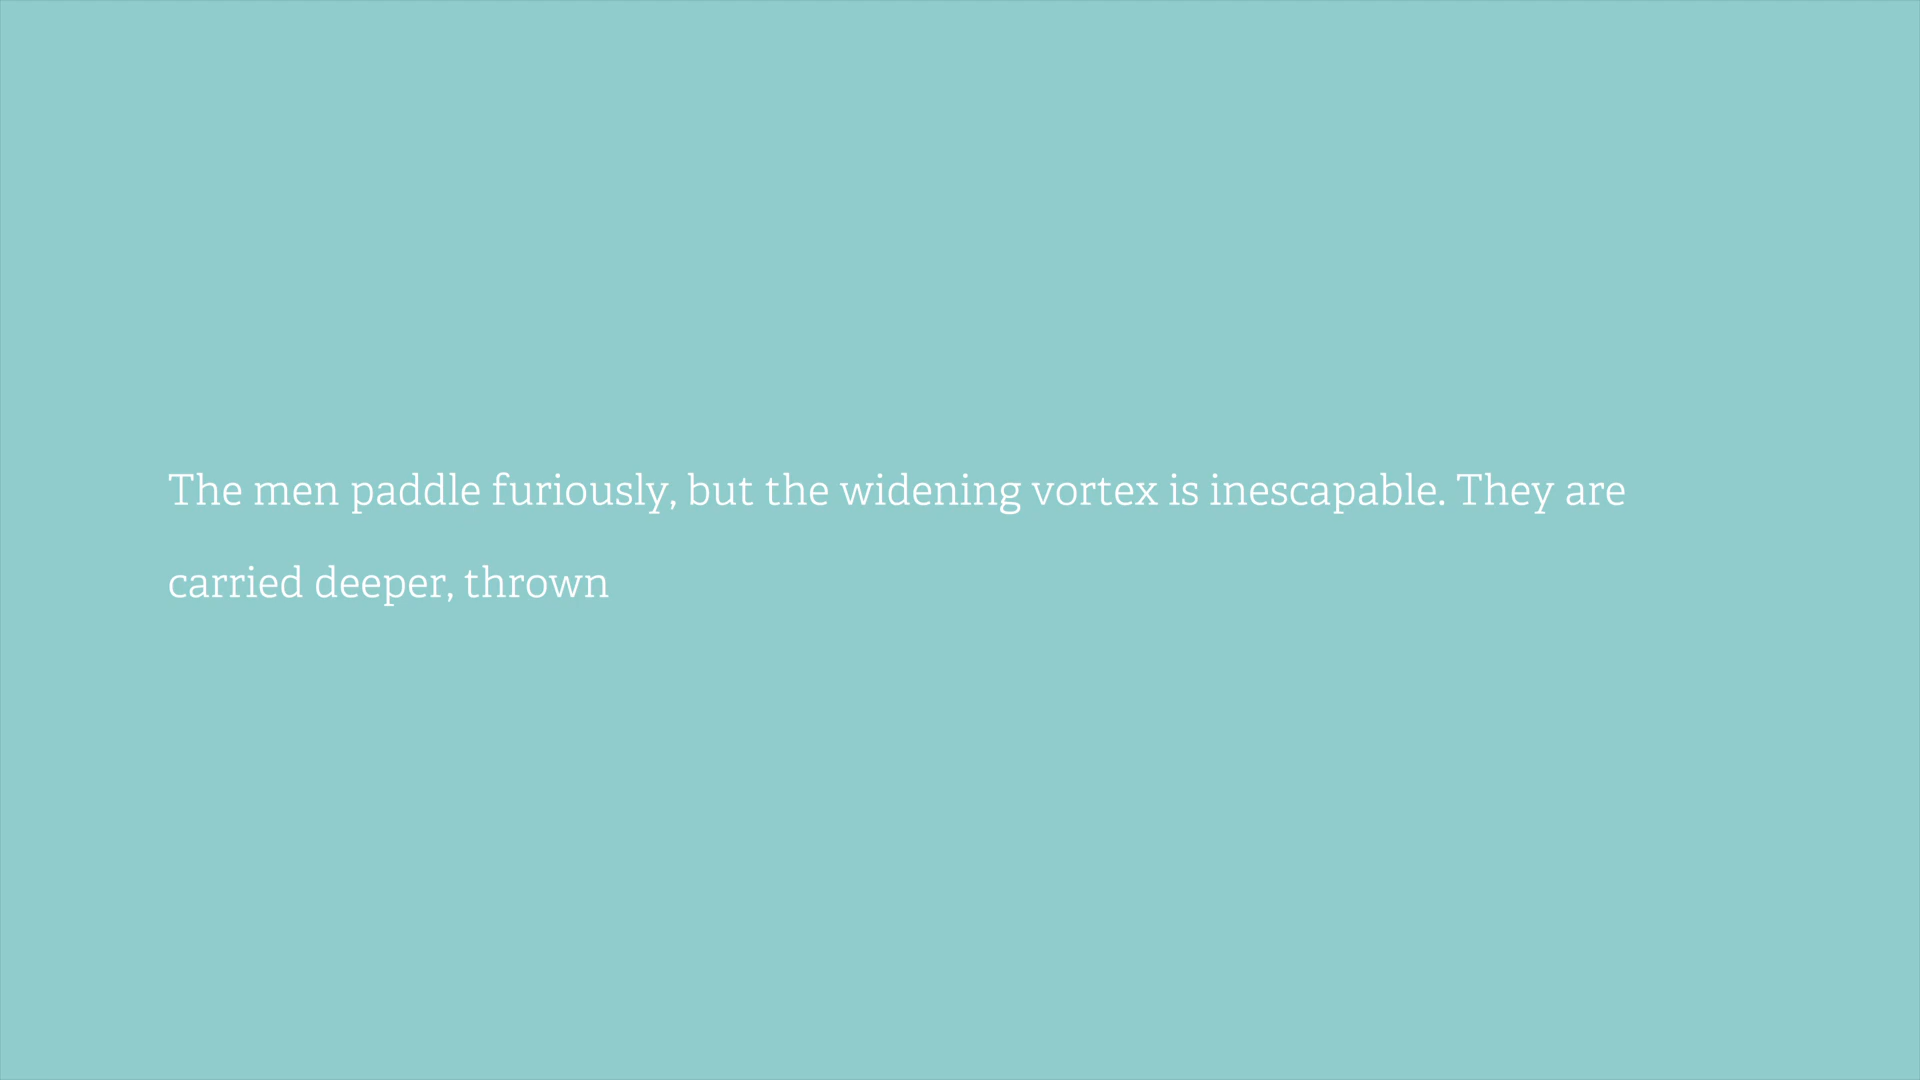 The men paddle furiously, but the widening vortex is inescapable. They are
carried deeper, thrown